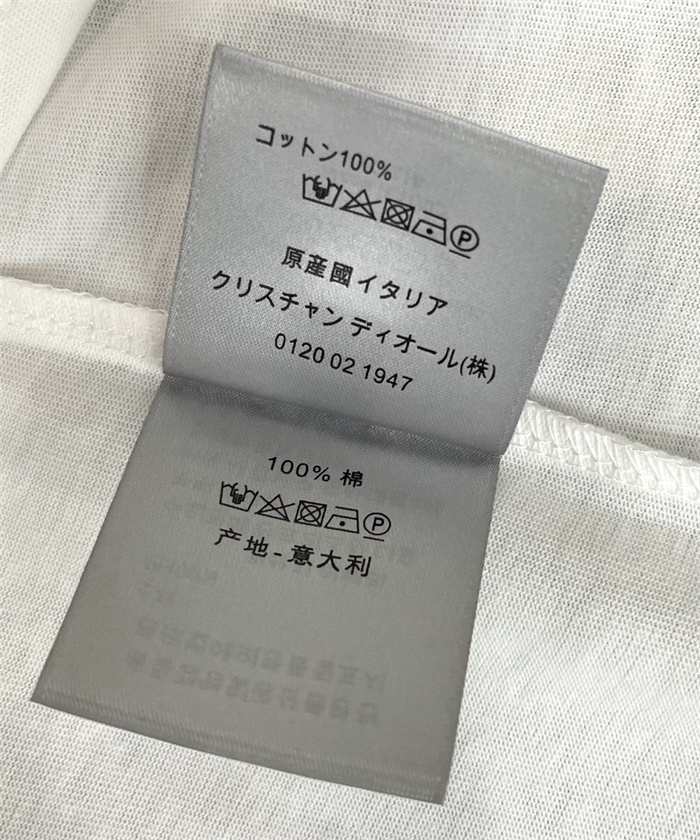 コットン100%
P
原産國イタリア
クリスチャン ディオール(株)
0120 02 1947
100% 棉
P
产地-意大利